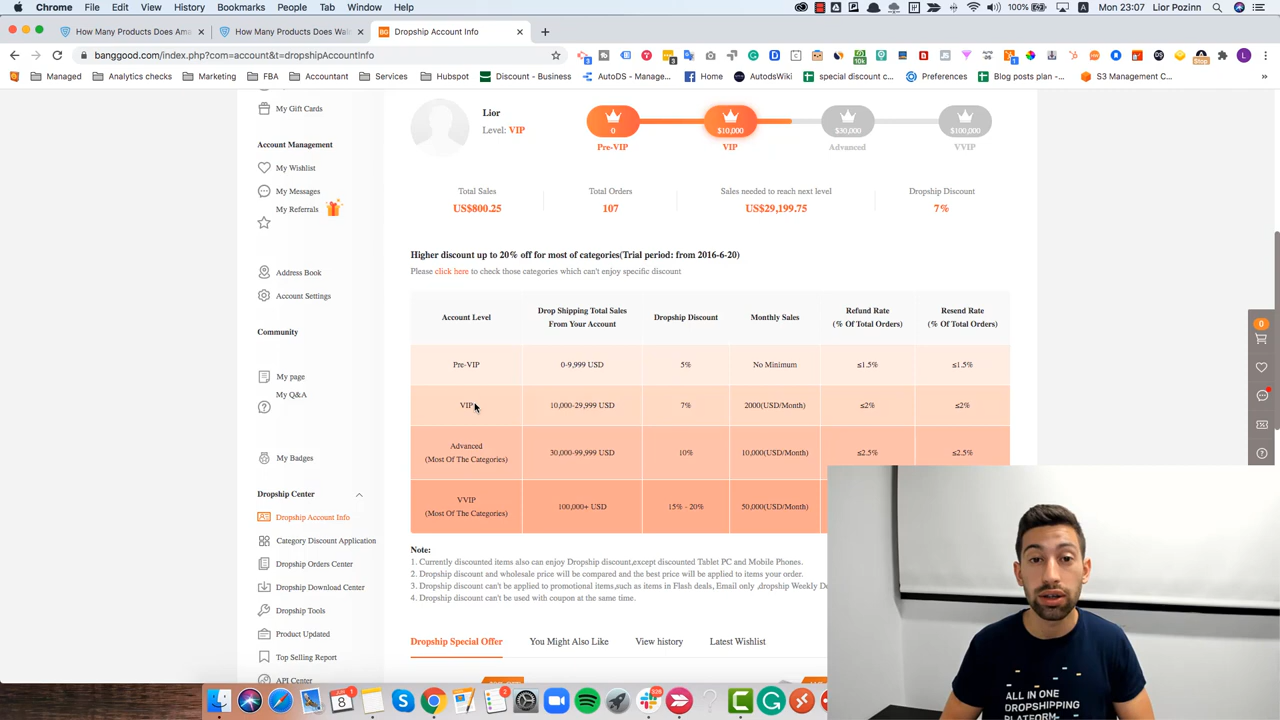 Chrome File Edit View History Bookmarks People Tab Window Help 100% A Mon 23:07 Lior Pozinn
How Many Products Does Ama
How Many Products Does Walm
Dropship Account Info
banggood.com/index.php?com=account&t=dropshipAccountInfo
Managed Analytics checks Marketing FBA Accountant Services Hubspot Discount - Business AutoDS - Manage... Home AutodsWiki special discount c... Preferences Blog posts plan -... S3 Management C...
My Gift Cards
Account Management
My Wishlist
My Messages
My Referrals
Address Book
Account Settings
Community
My page
My Q&A
My Badges
Dropship Center
Dropship Account Info
Category Discount Application
Dropship Orders Center
Dropship Download Center
Dropship Tools
Product Updated
Top Selling Report
API Center
Lior
Level: VIP
0 $10,000 $30,000 $100,000
Pre-VIP VIP Advanced VVIP
Total Sales Total Orders Sales needed to reach next level Dropship Discount
US$800.25 107 US$29,199.75 7%
Higher discount up to 20% off for most of categories(Trial period: from 2016-6-20)
Please click here to check those categories which can't enjoy specific discount
Account Level Drop Shipping Total Sales From Your Account Dropship Discount Monthly Sales Refund Rate (% Of Total Orders) Resend Rate (% Of Total Orders)
Pre-VIP 0-9,999 USD 5% No Minimum ≤1.5% ≤1.5%
VIP 10,000-29,999 USD 7% 2000(USD/Month) ≤2% ≤2%
Advanced (Most Of The Categories) 30,000-99,999 USD 10% 10,000(USD/Month) ≤2.5% ≤2.5%
VVIP (Most Of The Categories) 100,000+ USD 15% - 20% 50,000(USD/Month)
Note:
1. Currently discounted items also can enjoy Dropship discount,except discounted Tablet PC and Mobile Phones.
2. Dropship discount and wholesale price will be compared and the best price will be applied to items your order.
3. Dropship discount can't be applied to promotional items,such as items in Flash deals, Email only ,dropship Weekly De
4. Dropship discount can't be used with coupon at the same time.
Dropship Special Offer You Might Also Like View history Latest Wishlist
0
ALL IN ONE
DROPSHIPPING
PLATFORM